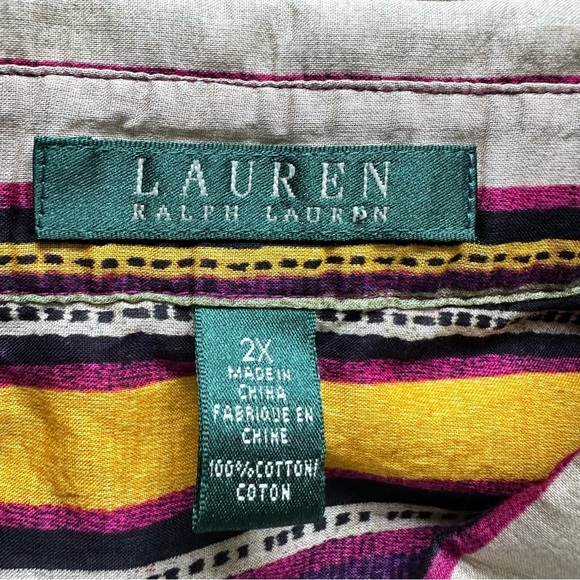 LAUREN
RALPH LAUREN
2X
MADE IN
CHINA
FABRIQUE EN
CHINE
100%COTTON/
COTON